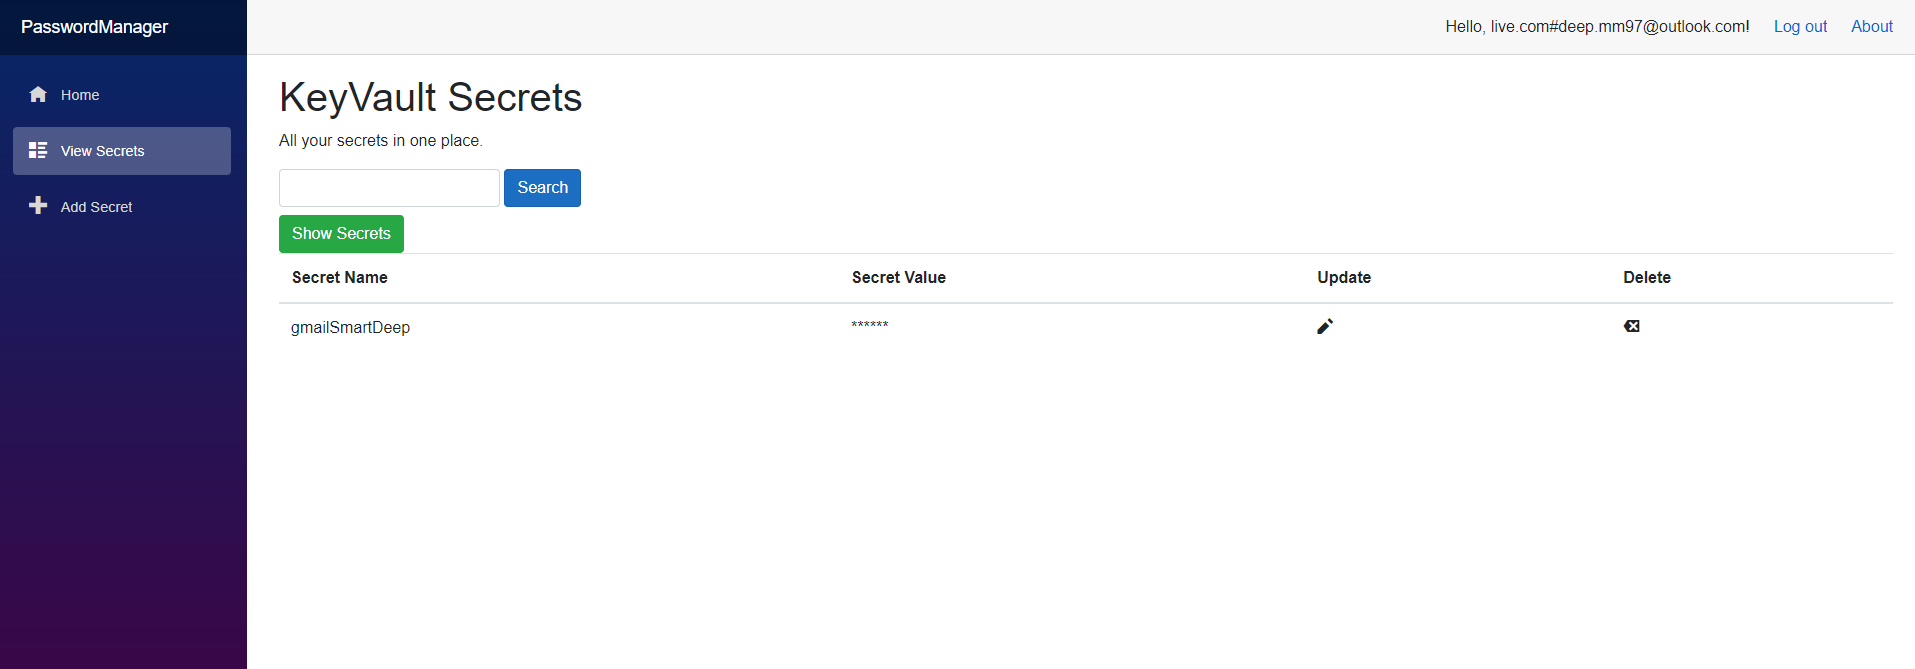 PasswordManager
Hello, live.com#deep.mm97@outlook.com! Log out About
Home
View Secrets
Add Secret
KeyVault Secrets
All your secrets in one place.
Search
Show Secrets
Secret Name Secret Value Update Delete
gmailSmartDeep ******